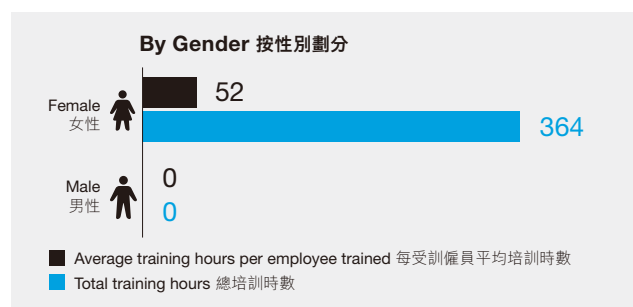 By Gender 按性別劃分
Female
女性
52
364
Male
男性
0
0
Average training hours per employee trained 每受訓僱員平均培訓時數
Total training hours 總培訓時數